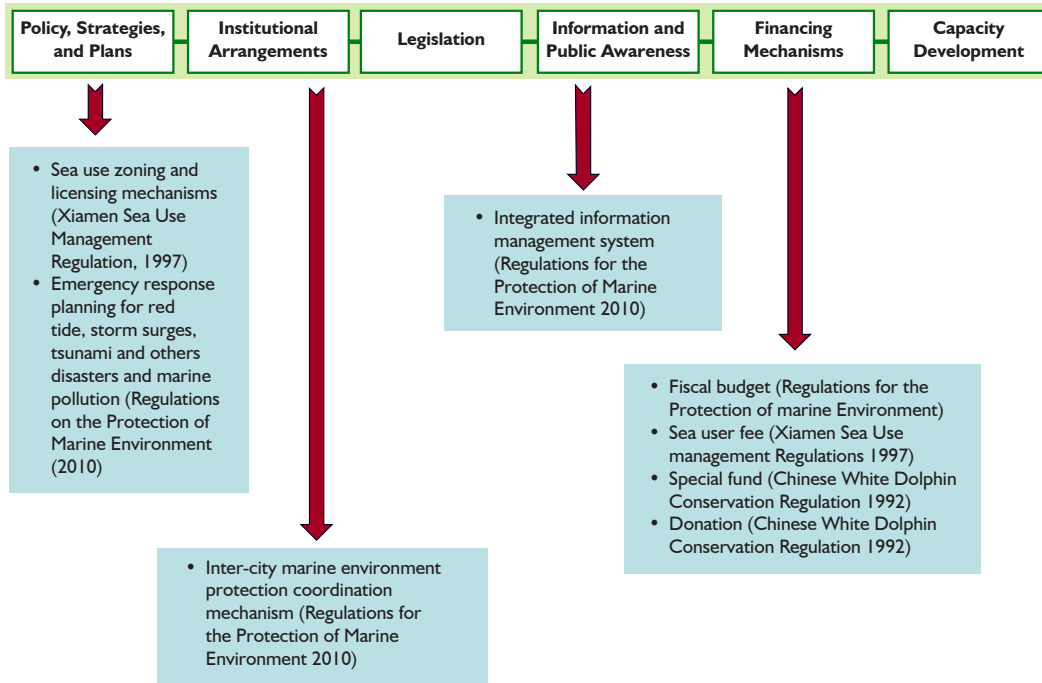 Policy, Strategies,
and Plans
Institutional
Arrangements
Legislation
Information and
Public Awareness
Financing
Mechanisms
Capacity
Development
• Sea use zoning and
licensing mechanisms
(Xiamen Sea Use
Management
Regulation, 1997)
• Emergency response
planning for red
tide, storm surges,
tsunami and others
disasters and marine
pollution (Regulations
on the Protection of
Marine Environment
(2010)
• Inter-city marine environment
protection coordination
mechanism (Regulations for
the Protection of Marine
Environment 2010)
• Integrated information
management system
(Regulations for the
Protection of Marine
Environment 2010)
• Fiscal budget (Regulations for the
Protection of marine Environment)
• Sea user fee (Xiamen Sea Use
management Regulations 1997)
• Special fund (Chinese White Dolphin
Conservation Regulation 1992)
• Donation (Chinese White Dolphin
Conservation Regulation 1992)